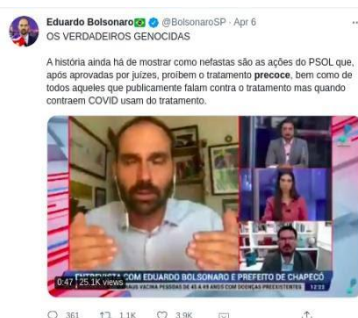 Eduardo Bolsonaro @BolsonaroSP · Apr 6
OS VERDADEIROS GENOCIDAS
A história ainda há de mostrar como nefastas são as ações do PSOL que,
após aprovadas por juízes, proíbem o tratamento precoce, bem como de
todos aqueles que publicamente falam contra o tratamento mas quando
contraem COVID usam do tratamento.
ENTREVISTA COM EDUARDO BOLSONARO E PREFEITO DE CHAPECÓ
0:47 25.1K views
MANAUS VACINA PESSOAS DE 45 A 49 ANOS COM DOENÇAS PREEXISTENTES 12:23
361 1.1K 3.9K